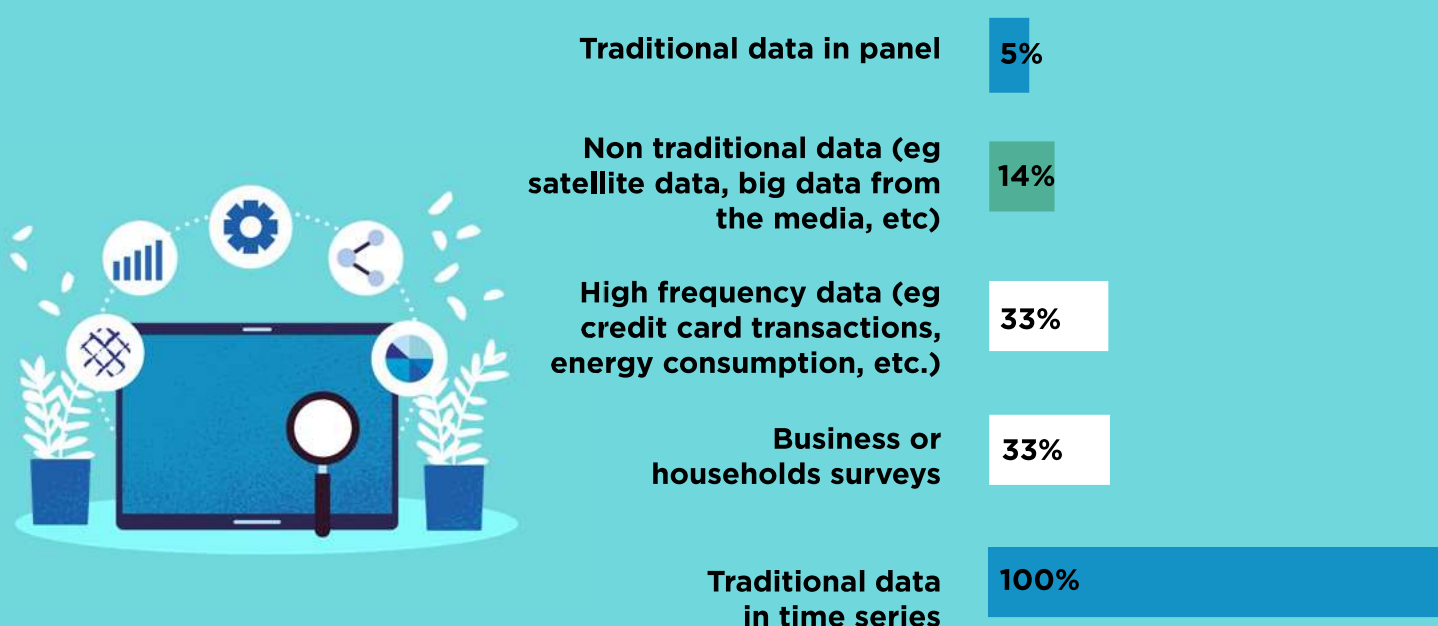 Traditional data in panel
5%
Non traditional data (eg
satellite data, big data from
the media, etc)
14%
High frequency data (eg
credit card transactions,
energy consumption, etc.)
33%
Business or
households surveys
33%
Traditional data
in time series
100%